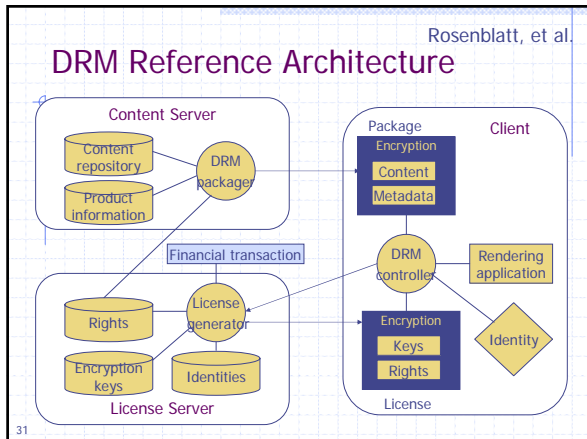 Rosenblatt, et al.
DRM Reference Architecture
Content Server
Content
repository
Product
information
DRM
packager
Package
Client
Encryption
Content
Metadata
Financial transaction
DRM
controller
Rendering
application
Rights
License
generator
Encryption
Keys
Rights
Identity
Encryption
keys
Identities
License Server
License
31